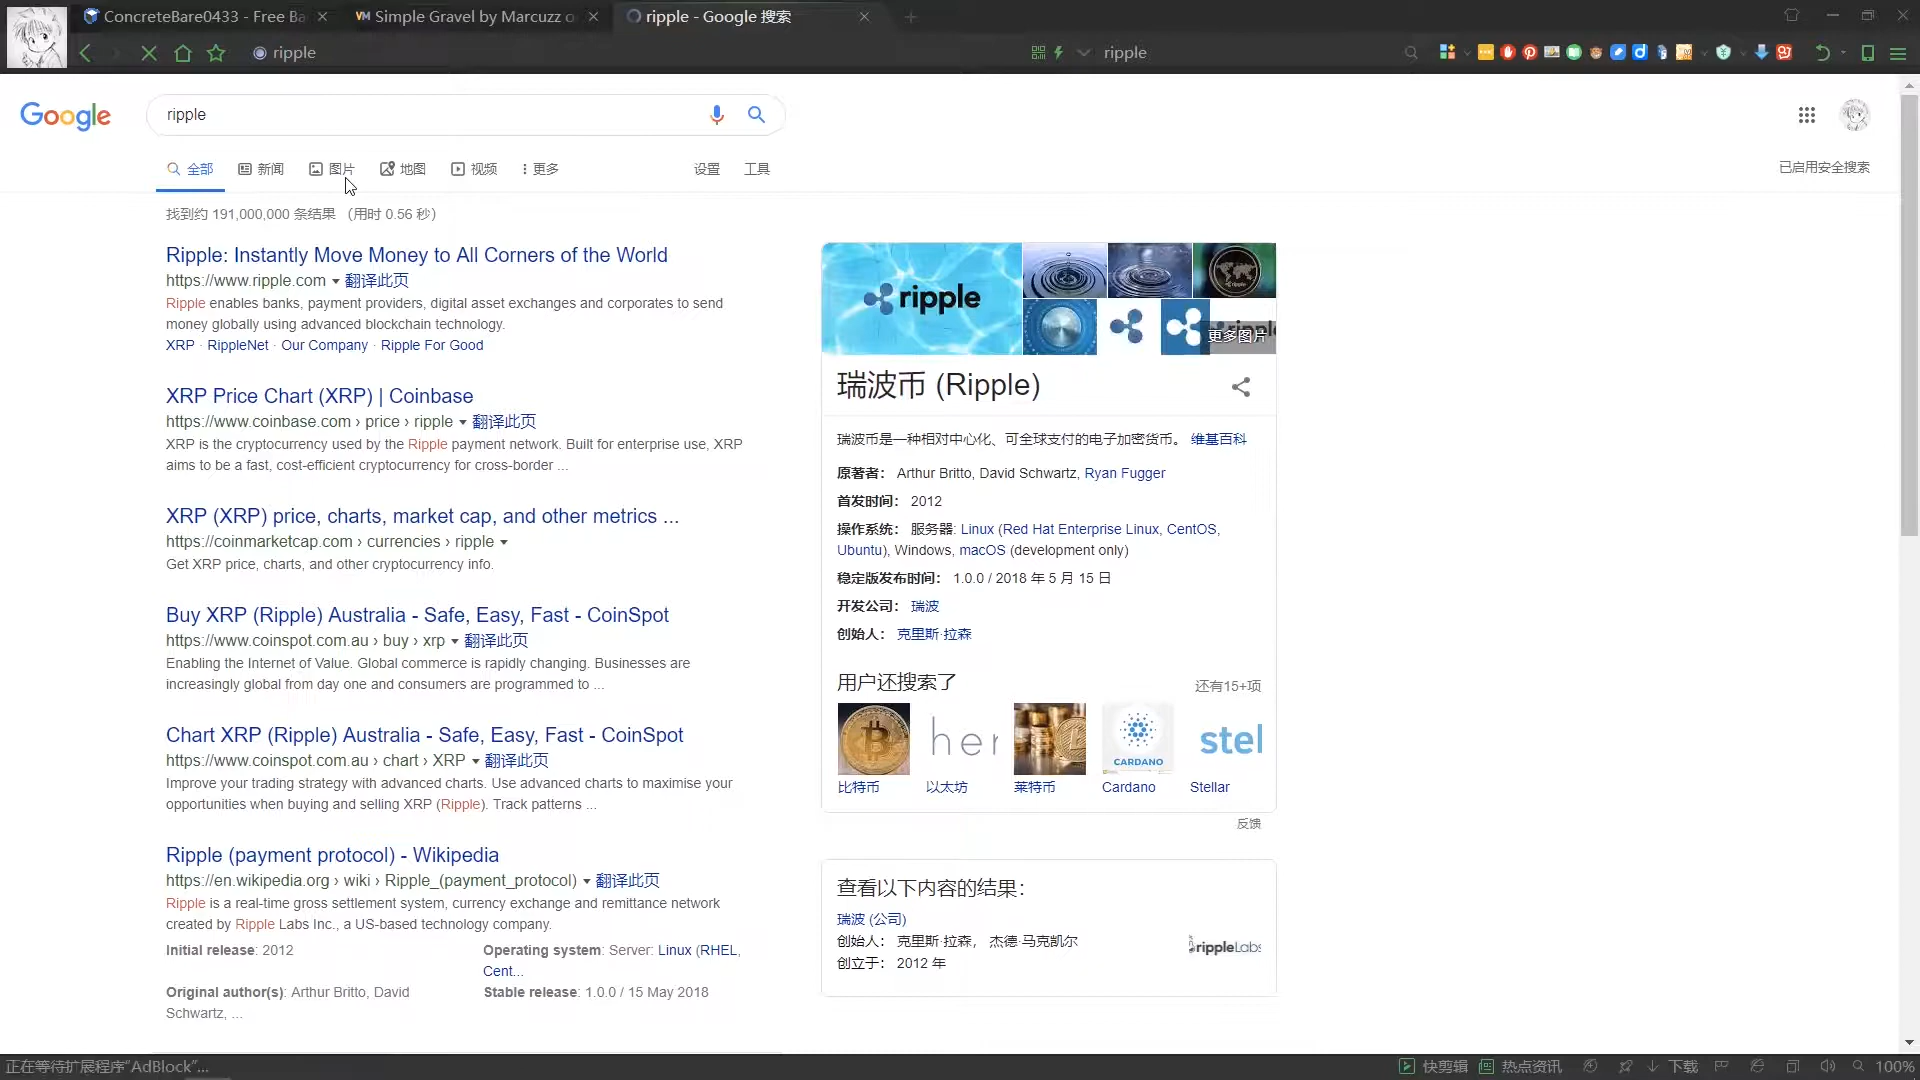 ConcreteBare0433 - Free Ba
VM Simple Gravel by Marcuzz o
ripple - Google 搜索
ripple
ripple
Google
ripple
全部
新闻
图片
地图
视频
更多
设置
工具
已启用安全搜索
找到约 191,000,000 条结果 (用时 0.56 秒)
Ripple: Instantly Move Money to All Corners of the World
https://www.ripple.com 翻译此页
Ripple enables banks, payment providers, digital asset exchanges and corporates to send
money globally using advanced blockchain technology.
XRP · RippleNet · Our Company · Ripple For Good
XRP Price Chart (XRP) | Coinbase
https://www.coinbase.com › price › ripple 翻译此页
XRP is the cryptocurrency used by the Ripple payment network. Built for enterprise use, XRP
aims to be a fast, cost-efficient cryptocurrency for cross-border ...
XRP (XRP) price, charts, market cap, and other metrics ...
https://coinmarketcap.com › currencies › ripple
Get XRP price, charts, and other cryptocurrency info.
Buy XRP (Ripple) Australia - Safe, Easy, Fast - CoinSpot
https://www.coinspot.com.au › buy › xrp 翻译此页
Enabling the Internet of Value. Global commerce is rapidly changing. Businesses are
increasingly global from day one and consumers are programmed to ...
Chart XRP (Ripple) Australia - Safe, Easy, Fast - CoinSpot
https://www.coinspot.com.au › chart › XRP 翻译此页
Improve your trading strategy with advanced charts. Use advanced charts to maximise your
opportunities when buying and selling XRP (Ripple). Track patterns ...
Ripple (payment protocol) - Wikipedia
https://en.wikipedia.org › wiki › Ripple_(payment_protocol) 翻译此页
Ripple is a real-time gross settlement system, currency exchange and remittance network
created by Ripple Labs Inc., a US-based technology company.
Initial release: 2012
Operating system: Server: Linux (RHEL,
Cent...
Original author(s): Arthur Britto, David
Schwartz, ...
Stable release: 1.0.0 / 15 May 2018
ripple
更多图片
瑞波币 (Ripple)
瑞波币是一种相对中心化、可全球支付的电子加密货币。 维基百科
原著者: Arthur Britto, David Schwartz, Ryan Fugger
首发时间: 2012
操作系统: 服务器: Linux (Red Hat Enterprise Linux, CentOS,
Ubuntu), Windows, macOS (development only)
稳定版发布时间: 1.0.0 / 2018 年 5 月 15 日
开发公司: 瑞波
创始人: 克里斯·拉森
用户还搜索了
还有15+项
her
CARDANO
stel
比特币
以太坊
莱特币
Cardano
Stellar
反馈
查看以下内容的结果:
瑞波 (公司)
创始人: 克里斯·拉森, 杰德·马克凯尔
创立于: 2012 年
rippleLabs
正在等待扩展程序"AdBlock"...
快剪辑
热点资讯
下载
100%